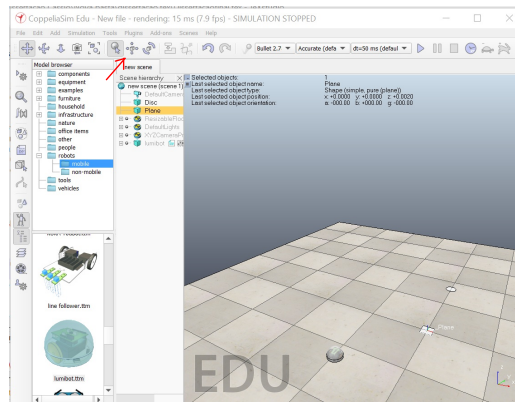 CoppeliaSim Edu - New file - rendering: 15 ms (7.9 fps) - SIMULATION STOPPED
File Edit Add Simulation Tools Plugins Add-ons Scenes Help
Bullet 2.7 Accurate (defa dt=50 ms (defaul
Model browser
components
equipment
examples
furniture
household
infrastructure
nature
office items
other
people
robots
mobile
non-mobile
tools
vehicles
line follower.ttm
lumibot.ttm
new scene
Scene hierarchy
new scene (scene 1)
DefaultCamer
Disc
Plane
ResizableFloo
DefaultLights
XYZCameraPr
lumibot
Selected objects: 1
Last selected object name: Plane
Last selected object type: Shape (simple, pure (plane))
Last selected object position: x: +0.0000 y: +0.0000 z: +0.0020
Last selected object orientation: a: -000.00 b: +000.00 g: -000.00
Plane
EDU